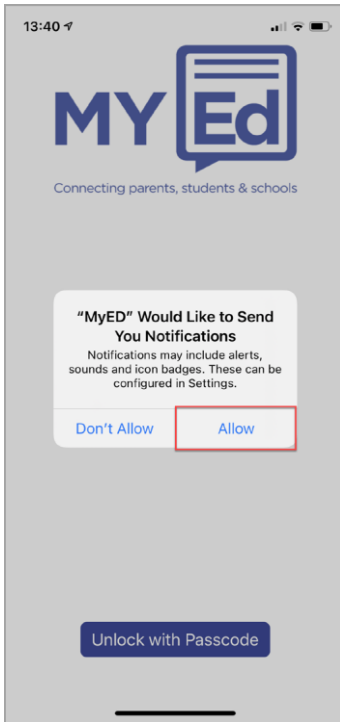 13:40
MY Ed
Connecting parents, students & schools
“MyED” Would Like to Send
You Notifications
Notifications may include alerts,
sounds and icon badges. These can be
configured in Settings.
Don't Allow
Allow
Unlock with Passcode